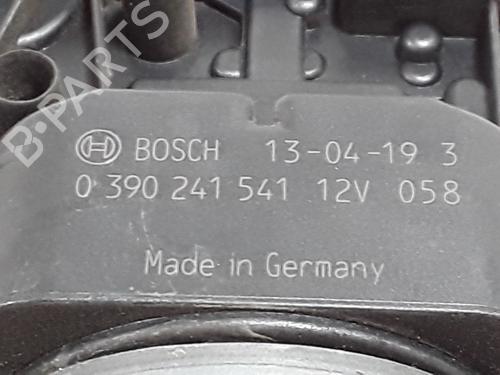 BOSCH 13-04-19 3
0 390 241 541 12V 058
Made in Germany
B-PARTS